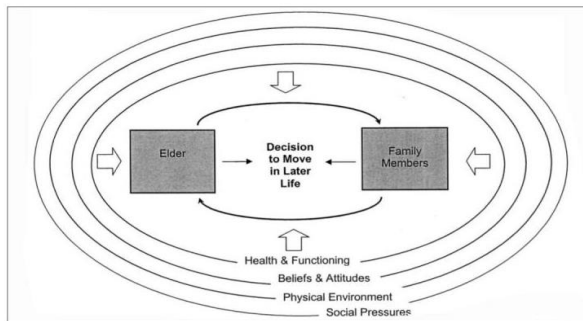 Elder
Decision
to Move
in Later
Life
Family
Members
Health & Functioning
Beliefs & Attitudes
Physical Environment
Social Pressures